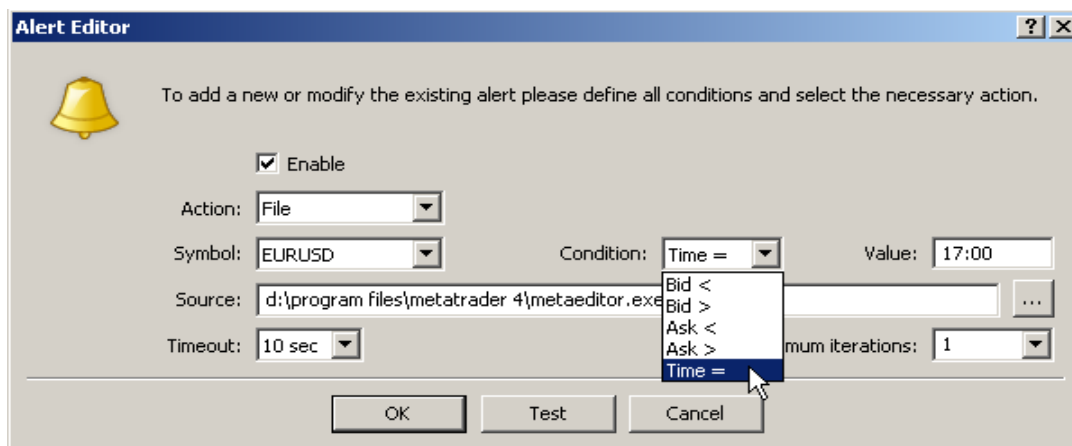 Alert Editor
To add a new or modify the existing alert please define all conditions and select the necessary action.
Enable
Action: File
Symbol: EURUSD Condition: Time = Value: 17:00
Source: d:\program files\metatrader 4\metaeditor.exe ...
Bid <
Bid >
Ask <
Ask >
Time =
Timeout: 10 sec iterations: 1
OK Test Cancel